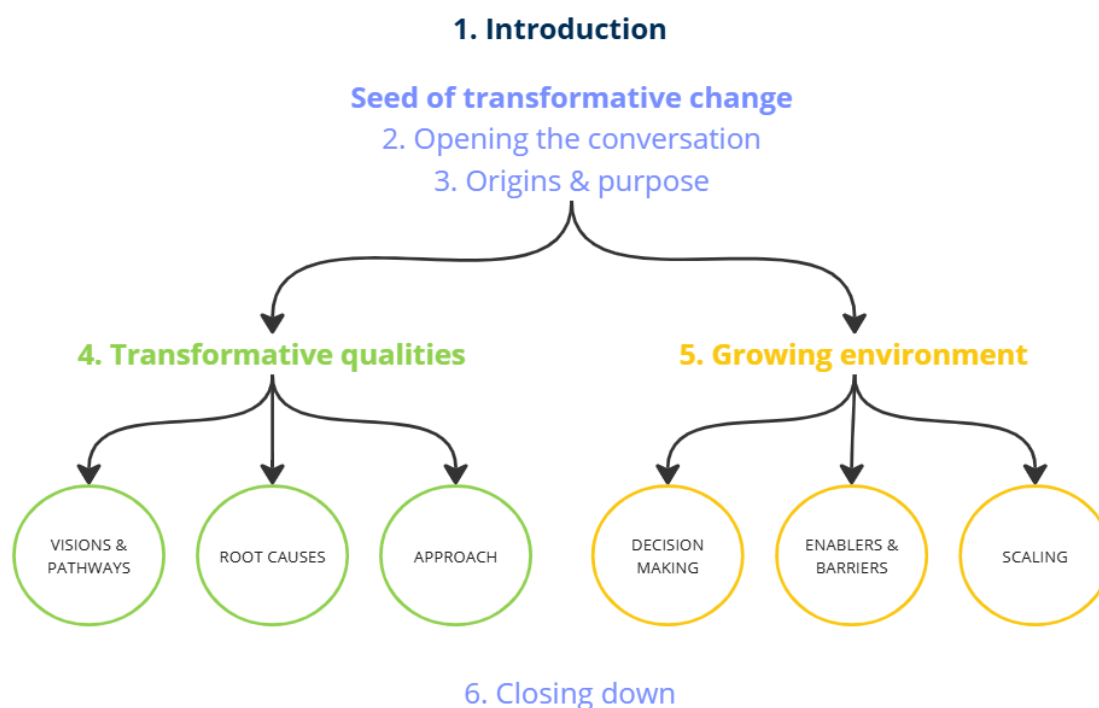 1. Introduction
Seed of transformative change
2. Opening the conversation
3. Origins & purpose
4. Transformative qualities
5. Growing environment
VISIONS &
PATHWAYS
ROOT CAUSES
APPROACH
DECISION
MAKING
ENABLERS &
BARRIERS
SCALING
6. Closing down